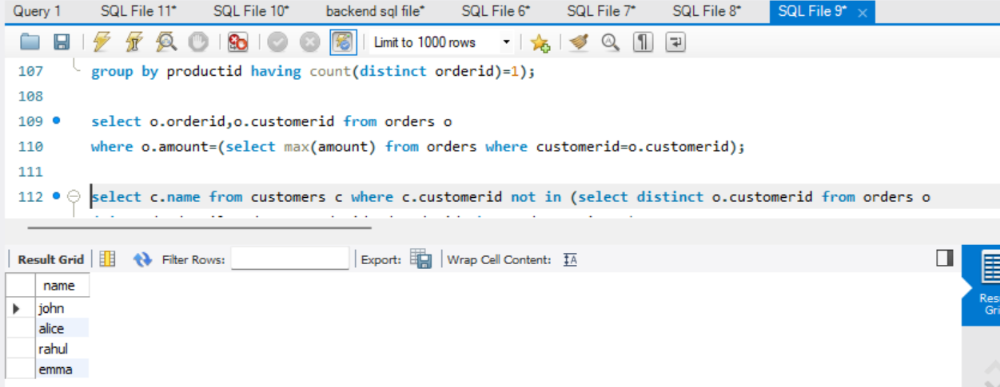 Query 1 SQL File 11* SQL File 10* backend sql file* SQL File 6* SQL File 7* SQL File 8* SQL File 9*
Limit to 1000 rows
107 group by productid having count(distinct orderid)=1);
108
109 select o.orderid,o.customerid from orders o
110 where o.amount=(select max(amount) from orders where customerid=o.customerid);
111
112 select c.name from customers c where c.customerid not in (select distinct o.customerid from orders o
Result Grid Filter Rows: Export: Wrap Cell Content:
name
john
alice
rahul
emma